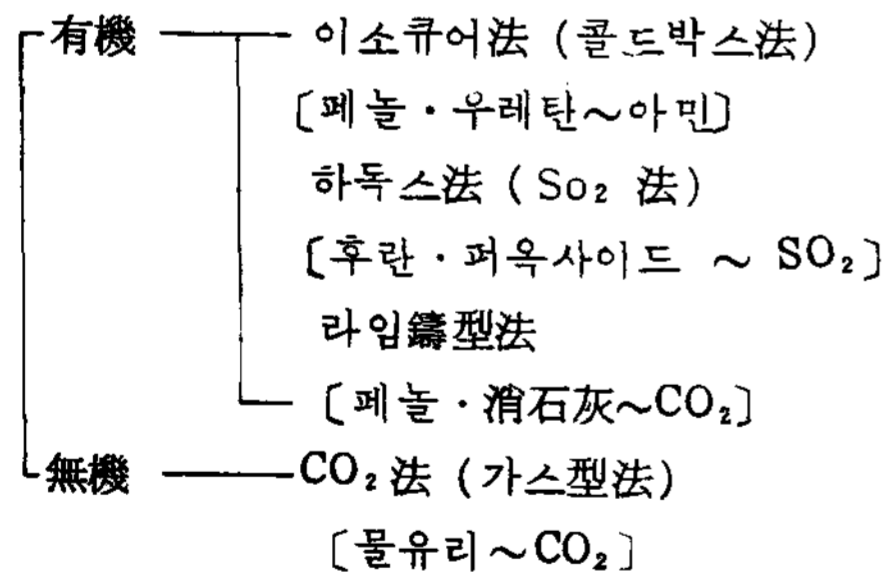 有機 이소큐어法 (콜드박스法)
〔페놀・우레탄～아민〕
하독스法 (So₂ 法)
〔후란・퍼옥사이드 ～ SO₂〕
라임鑄型法
〔페놀・消石灰～CO₂〕
無機 CO₂法 (가스型法)
〔물유리～CO₂〕